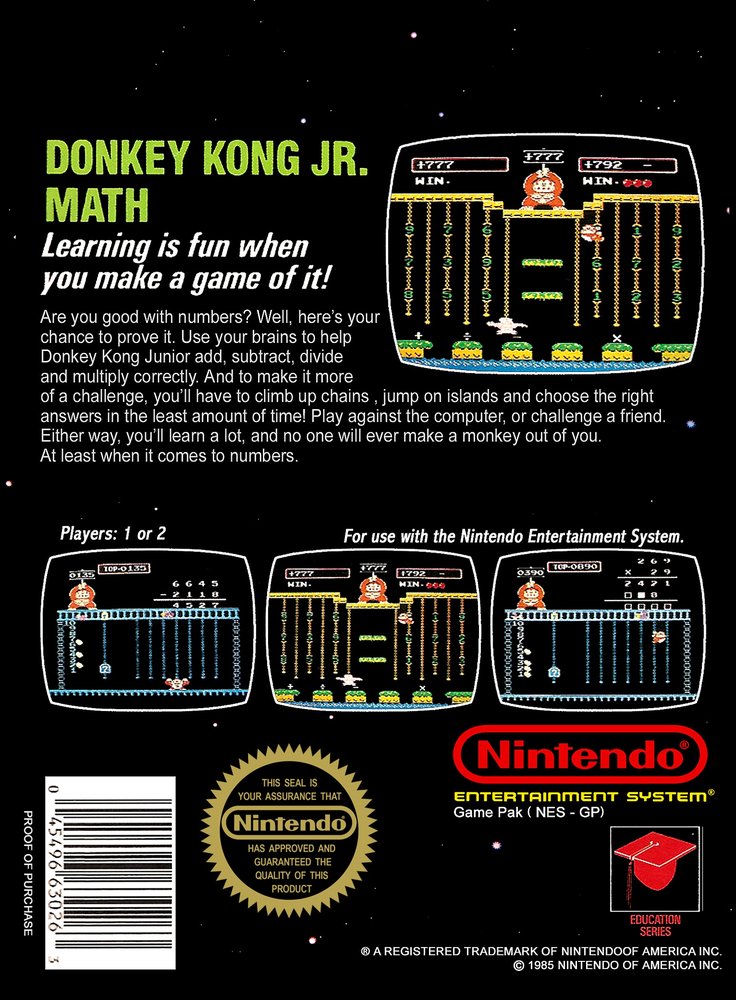 DONKEY KONG JR.
MATH
Learning is fun when
you make a game of it!
Are you good with numbers? Well, here's your
chance to prove it. Use your brains to help
Donkey Kong Junior add, subtract, divide
and multiply correctly. And to make it more
of a challenge, you'll have to climb up chains , jump on islands and choose the right
answers in the least amount of time! Play against the computer, or challenge a friend.
Either way, you'll learn a lot, and no one will ever make a monkey out of you.
At least when it comes to numbers.
+777
+777
+792 -
WIN.
WIN.
+ ÷ - ×
Players: 1 or 2
For use with the Nintendo Entertainment System.
0135
TOP-0135
6645
-2118
4527
+777
+777
+792 -
WIN.
WIN.
0390
TOP-0890
269
× 29
2421
8
Nintendo®
ENTERTAINMENT SYSTEM®
Game Pak ( NES - GP)
THIS SEAL IS
YOUR ASSURANCE THAT
Nintendo
HAS APPROVED AND
GUARANTEED THE
QUALITY OF THIS
PRODUCT
PROOF OF PURCHASE
0 45496 63026 3
EDUCATION
SERIES
® A REGISTERED TRADEMARK OF NINTENDOOF AMERICA INC.
© 1985 NINTENDO OF AMERICA INC.